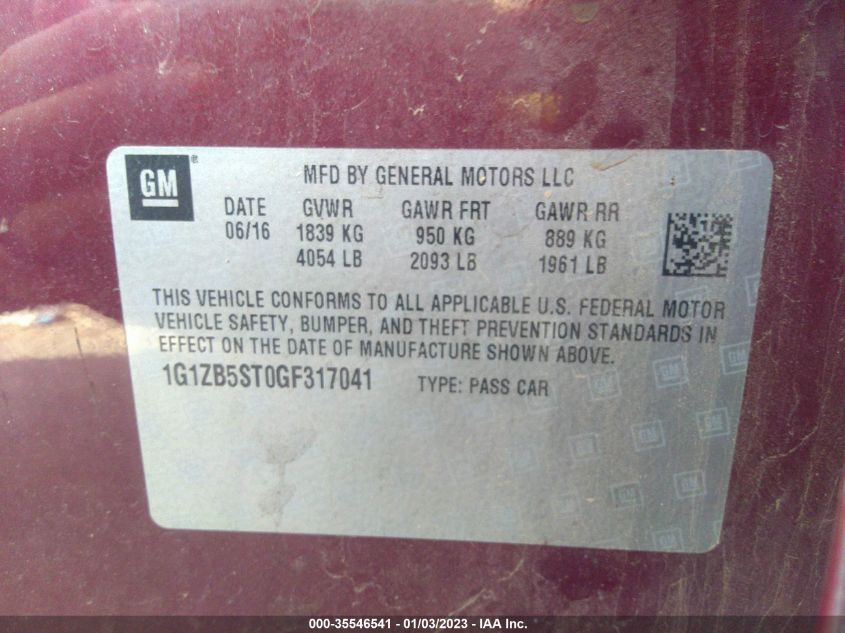 GM® MFD BY GENERAL MOTORS LLC
DATE GVWR GAWR FRT GAWR RR
06/16 1839 KG 950 KG 889 KG
4054 LB 2093 LB 1961 LB
THIS VEHICLE CONFORMS TO ALL APPLICABLE U.S. FEDERAL MOTOR
VEHICLE SAFETY, BUMPER, AND THEFT PREVENTION STANDARDS IN
EFFECT ON THE DATE OF MANUFACTURE SHOWN ABOVE.
1G1ZB5ST0GF317041 TYPE: PASS CAR
000-35546541 / 01/03/2023 - IAA Inc.